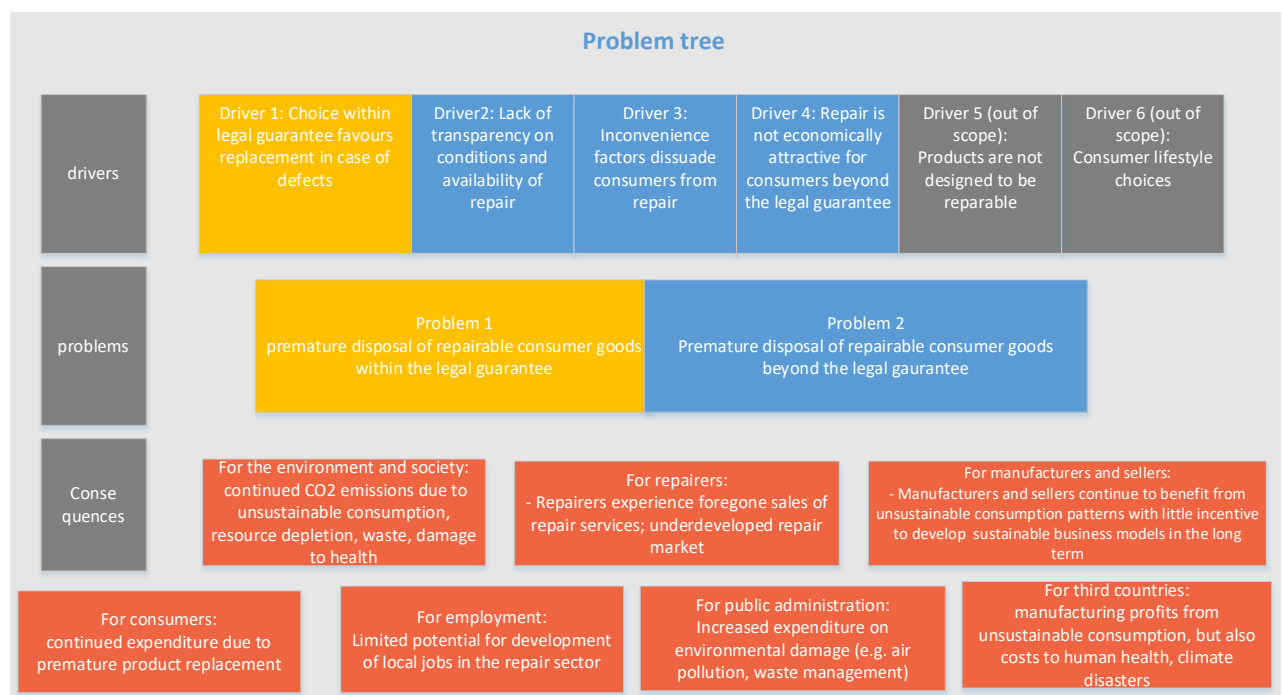 Problem tree
drivers
Driver 1: Choice within
legal guarantee favours
replacement in case of
defects
Driver2: Lack of
transparency on
conditions and
availability of
repair
Driver 3:
Inconvenience
factors dissuade
consumers from
repair
Driver 4: Repair is
not economically
attractive for
consumers beyond
the legal guarantee
Driver 5 (out of
scope):
Products are not
designed to be
reparable
Driver 6 (out of
scope):
Consumer lifestyle
choices
problems
Problem 1
premature disposal of repairable consumer goods
within the legal guarantee
Problem 2
Premature disposal of repairable consumer goods
beyond the legal gaurantee
Conse
quences
For the environment and society:
continued CO2 emissions due to
unsustainable consumption,
resource depletion, waste, damage
to health
For repairers:
- Repairers experience foregone sales of
repair services; underdeveloped repair
market
For manufacturers and sellers:
- Manufacturers and sellers continue to benefit from
unsustainable consumption patterns with little incentive
to develop sustainable business models in the long
term
For consumers:
continued expenditure due to
premature product replacement
For employment:
Limited potential for development
of local jobs in the repair sector
For public administration:
Increased expenditure on
environmental damage (e.g. air
pollution, waste management)
For third countries:
manufacturing profits from
unsustainable consumption, but also
costs to human health, climate
disasters